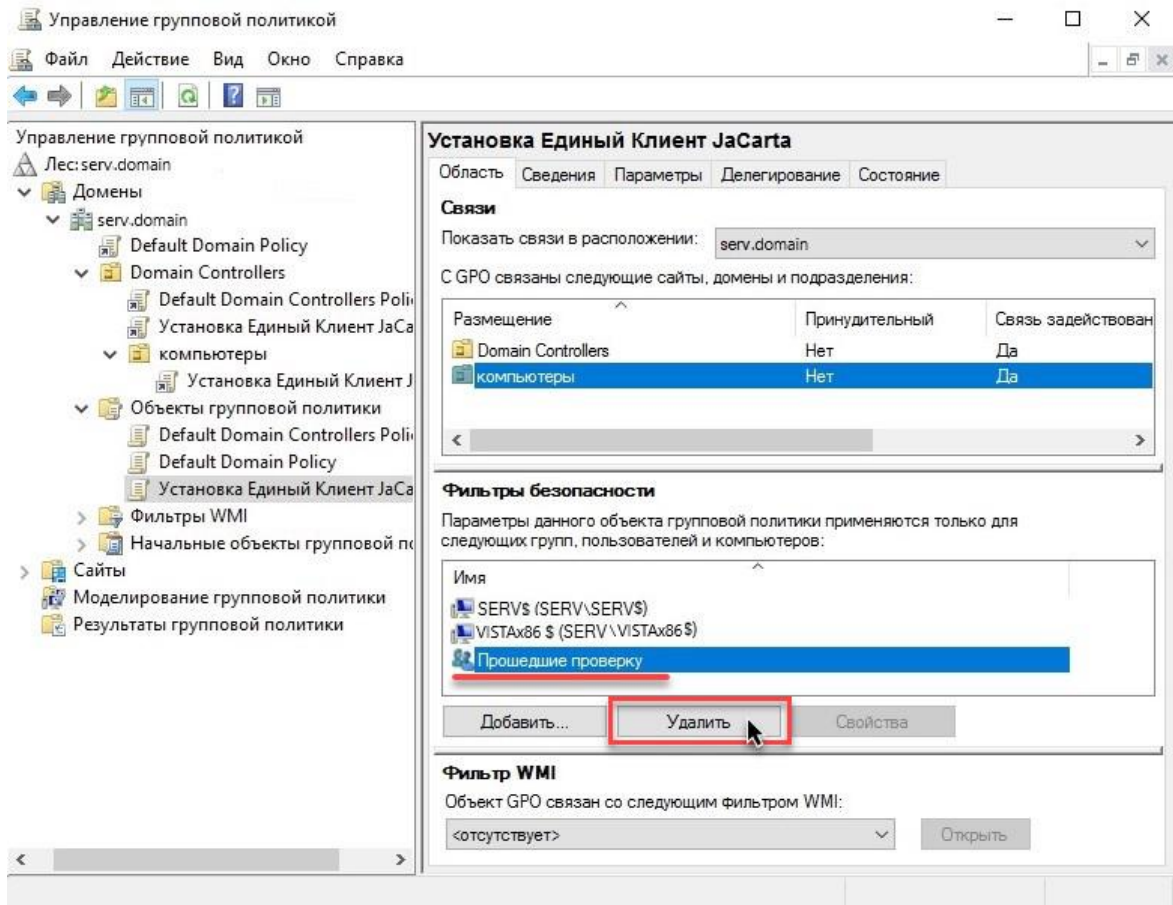 Управление групповой политикой
Файл Действие Вид Окно Справка
Управление групповой политикой
Лес: serv.domain
Домены
serv.domain
Default Domain Policy
Domain Controllers
Default Domain Controllers Poli
Установка Единый Клиент JaCa
компьютеры
Установка Единый Клиент J
Объекты групповой политики
Default Domain Controllers Poli
Default Domain Policy
Установка Единый Клиент JaCa
Фильтры WMI
Начальные объекты групповой по
Сайты
Моделирование групповой политики
Результаты групповой политики
Установка Единый Клиент JaCarta
Область Сведения Параметры Делегирование Состояние
Связи
Показать связи в расположении: serv.domain
С GPO связаны следующие сайты, домены и подразделения:
Размещение Принудительный Связь задействован
Domain Controllers Нет Да
компьютеры Нет Да
Фильтры безопасности
Параметры данного объекта групповой политики применяются только для
следующих групп, пользователей и компьютеров:
Имя
SERV$ (SERV\SERV$)
VISTAx86 $ (SERV\VISTAx86$)
Прошедшие проверку
Добавить... Удалить Свойства
Фильтр WMI
Объект GPO связан со следующим фильтром WMI:
<отсутствует> Открыть